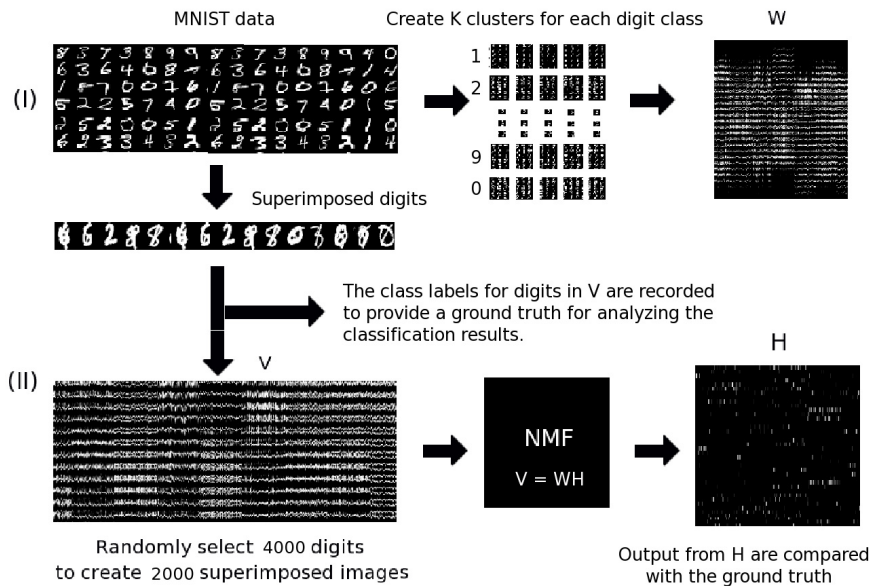 MNIST data
Create K clusters for each digit class
W
(I)
1
2
9
0
Superimposed digits
The class labels for digits in V are recorded
to provide a ground truth for analyzing the
classification results.
V
H
(II)
NMF
V = WH
Randomly select 4000 digits
to create 2000 superimposed images
Output from H are compared
with the ground truth